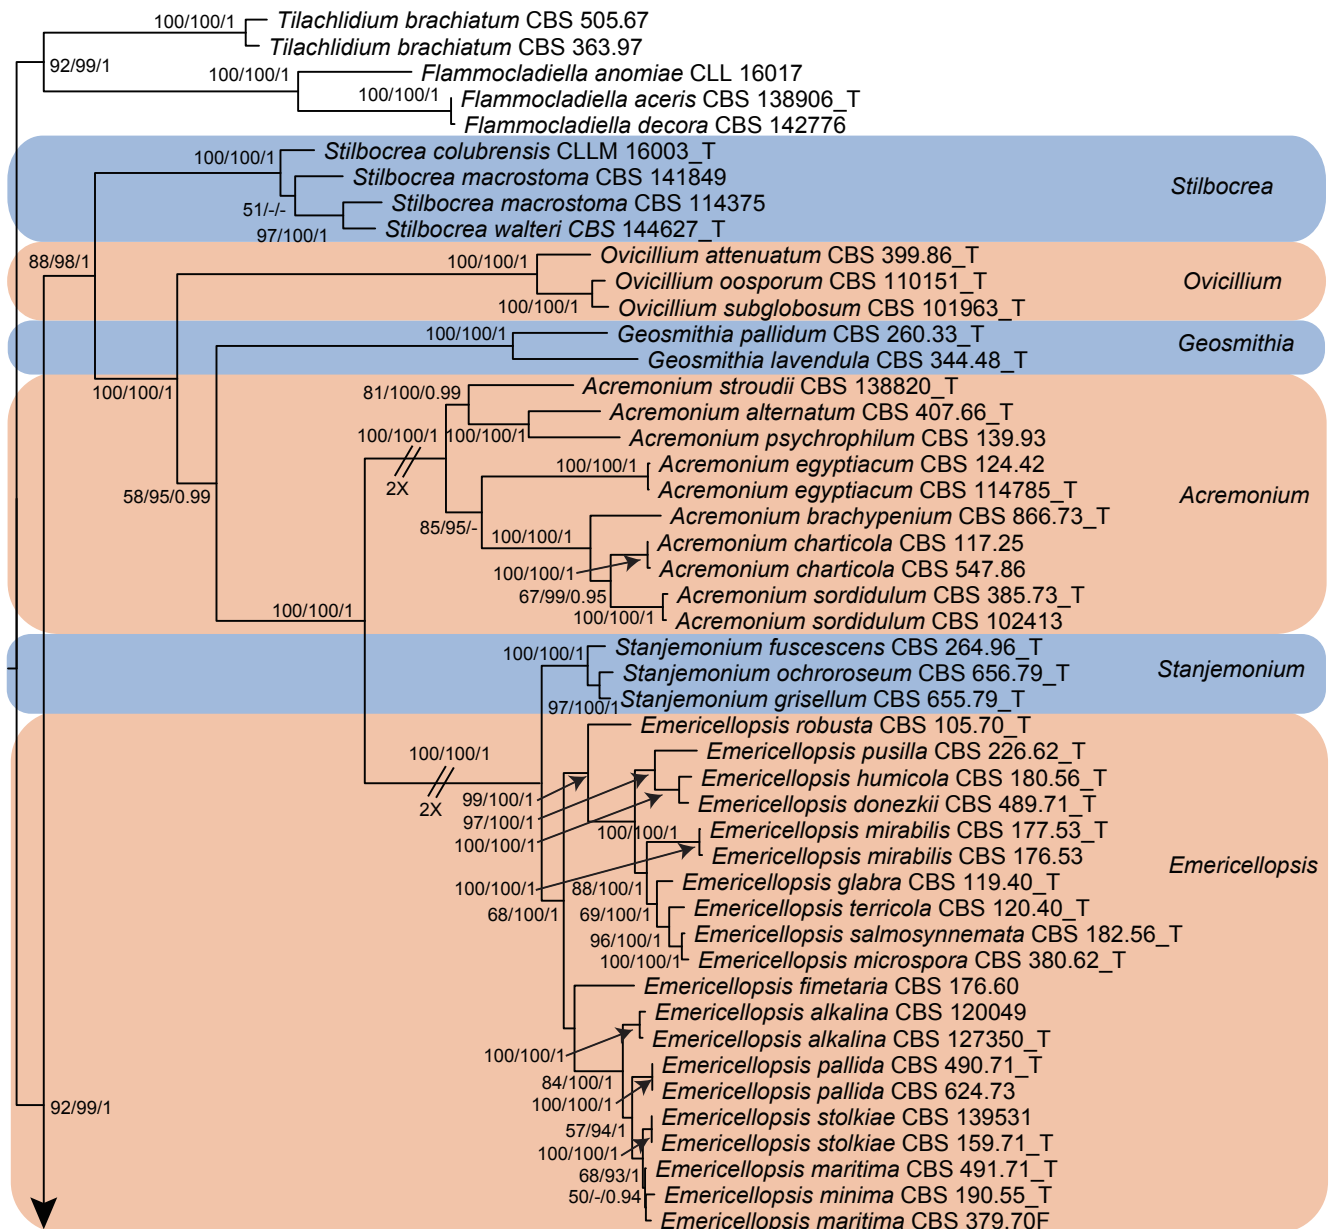 100/100/1
Tilachlidium brachiatum CBS 505.67
Tilachlidium brachiatum CBS 363.97
92/99/1
100/100/1
Flammocladiella anomiae CLL 16017
100/100/1
Flammocladiella aceris CBS 138906_T
Flammocladiella decora CBS 142776
100/100/1
Stilbocrea colubrensis CLLM 16003_T
Stilbocrea macrostoma CBS 141849
Stilbocrea
51/-/-
Stilbocrea macrostoma CBS 114375
97/100/1
Stilbocrea walteri CBS 144627_T
88/98/1
100/100/1
Ovicillium attenuatum CBS 399.86_T
Ovicillium oosporum CBS 110151_T
Ovicillium
100/100/1
Ovicillium subglobosum CBS 101963_T
100/100/1
Geosmithia pallidum CBS 260.33_T
Geosmithia
Geosmithia lavendula CBS 344.48_T
100/100/1
81/100/0.99
Acremonium stroudii CBS 138820_T
Acremonium alternatum CBS 407.66_T
100/100/1
100/100/1
Acremonium psychrophilum CBS 139.93
2X
100/100/1
Acremonium egyptiacum CBS 124.42
Acremonium egyptiacum CBS 114785_T
Acremonium
58/95/0.99
85/95/-
Acremonium brachypenium CBS 866.73_T
100/100/1
Acremonium charticola CBS 117.25
100/100/1
Acremonium charticola CBS 547.86
67/99/0.95
Acremonium sordidulum CBS 385.73_T
100/100/1
100/100/1
Acremonium sordidulum CBS 102413
100/100/1
Stanjemonium fuscescens CBS 264.96_T
Stanjemonium ochroroseum CBS 656.79_T
Stanjemonium
97/100/1
Stanjemonium grisellum CBS 655.79_T
Emericellopsis robusta CBS 105.70_T
100/100/1
2X
Emericellopsis pusilla CBS 226.62_T
Emericellopsis humicola CBS 180.56_T
99/100/1
Emericellopsis donezkii CBS 489.71_T
97/100/1
100/100/1
Emericellopsis mirabilis CBS 177.53_T
100/100/1
Emericellopsis mirabilis CBS 176.53
Emericellopsis
100/100/1
88/100/1
Emericellopsis glabra CBS 119.40_T
68/100/1
69/100/1
Emericellopsis terricola CBS 120.40_T
96/100/1
Emericellopsis salmosynnemata CBS 182.56_T
100/100/1
Emericellopsis microspora CBS 380.62_T
Emericellopsis fimetaria CBS 176.60
Emericellopsis alkalina CBS 120049
Emericellopsis alkalina CBS 127350_T
100/100/1
Emericellopsis pallida CBS 490.71_T
84/100/1
Emericellopsis pallida CBS 624.73
100/100/1
92/99/1
Emericellopsis stolkiae CBS 139531
57/94/1
Emericellopsis stolkiae CBS 159.71_T
100/100/1
Emericellopsis maritima CBS 491.71_T
68/93/1
Emericellopsis minima CBS 190.55_T
50/-/0.94
Emericellopsis maritima CBS 379.70F